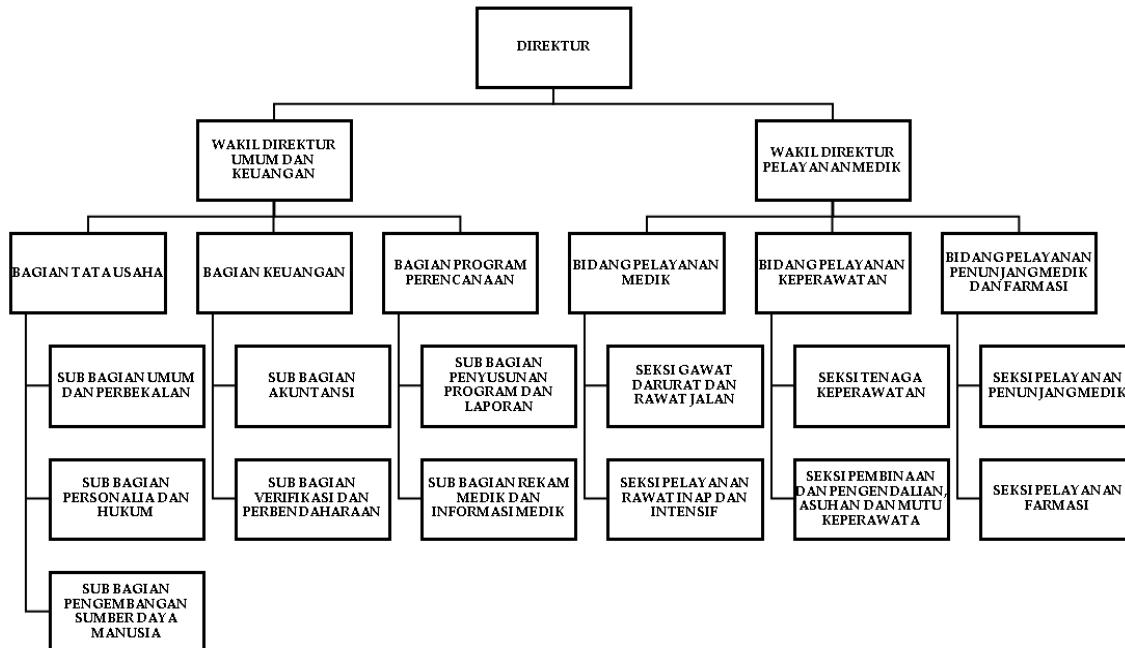 DIREKTUR
WAKIL DIREKTUR
UMUM DAN
KEUANGAN
WAKIL DIREKTUR
PELAYANAN MEDIK
BAGIAN TATA USAHA
BAGIAN KEUANGAN
BAGIAN PROGRAM
PERENCANAAN
BIDANG PELAYANAN
MEDIK
BIDANG PELAYANAN
KEPERAWATAN
BIDANG PELAYANAN
PENUNJANG MEDIK
DAN FARMASI
SUB BAGIAN UMUM
DAN PERBEKALAN
SUB BAGIAN
AKUNTANSI
SUB BAGIAN
PENYUSUNAN
PROGRAM DAN
LAPORAN
SEKSI GAWAT
DARURAT DAN
RAWAT JALAN
SEKSI TENAGA
KEPERAWATAN
SEKSI PELAYANAN
PENUNJANG MEDIK
SUB BAGIAN
PERSONALIA DAN
HUKUM
SUB BAGIAN
VERIFIKASI DAN
PERBENDAHARAAN
SUB BAGIAN REKAM
MEDIK DAN
INFORMASI MEDIK
SEKSI PELAYANAN
RAWAT INAP DAN
INTENSIF
SEKSI PEMBINAAN
DAN PENGENDALIAN,
ASUHAN DAN MUTU
KEPERAWATA
SEKSI PELAYANAN
FARMASI
SUB BAGIAN
PENGEMBANGAN
SUMBER DAYA
MANUSIA